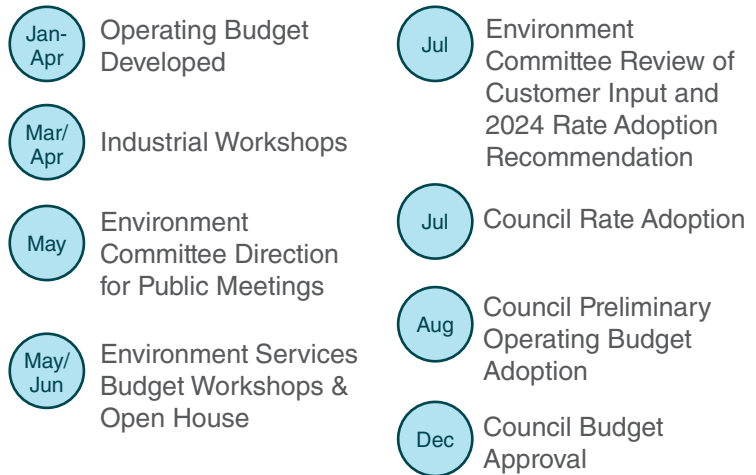 Jan-
Apr
Operating Budget
Developed
Mar/
Apr
Industrial Workshops
May
Environment
Committee Direction
for Public Meetings
May/
Jun
Environment Services
Budget Workshops &
Open House
Jul
Environment
Committee Review of
Customer Input and
2024 Rate Adoption
Recommendation
Jul
Council Rate Adoption
Aug
Council Preliminary
Operating Budget
Adoption
Dec
Council Budget
Approval